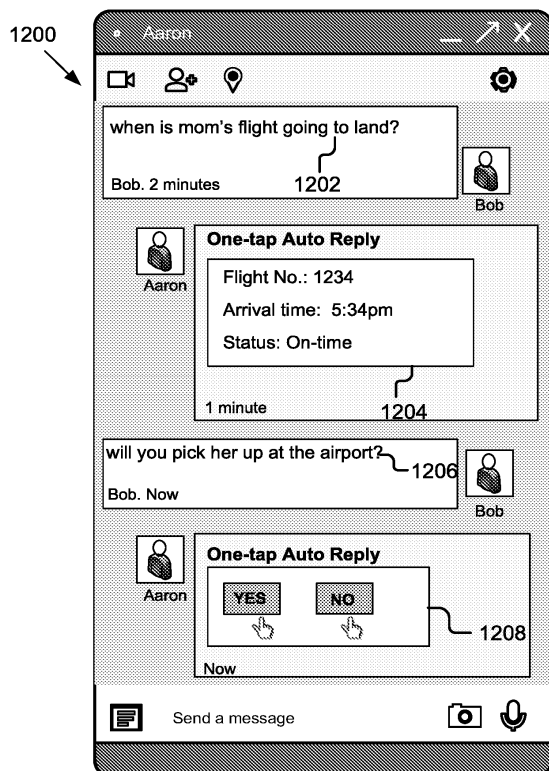 1200
Aaron
when is mom's flight going to land?
Bob. 2 minutes
1202
Bob
Aaron
One-tap Auto Reply
Flight No.: 1234
Arrival time: 5:34pm
Status: On-time
1 minute
1204
will you pick her up at the airport?
1206
Bob. Now
Bob
Aaron
One-tap Auto Reply
YES
NO
1208
Now
Send a message